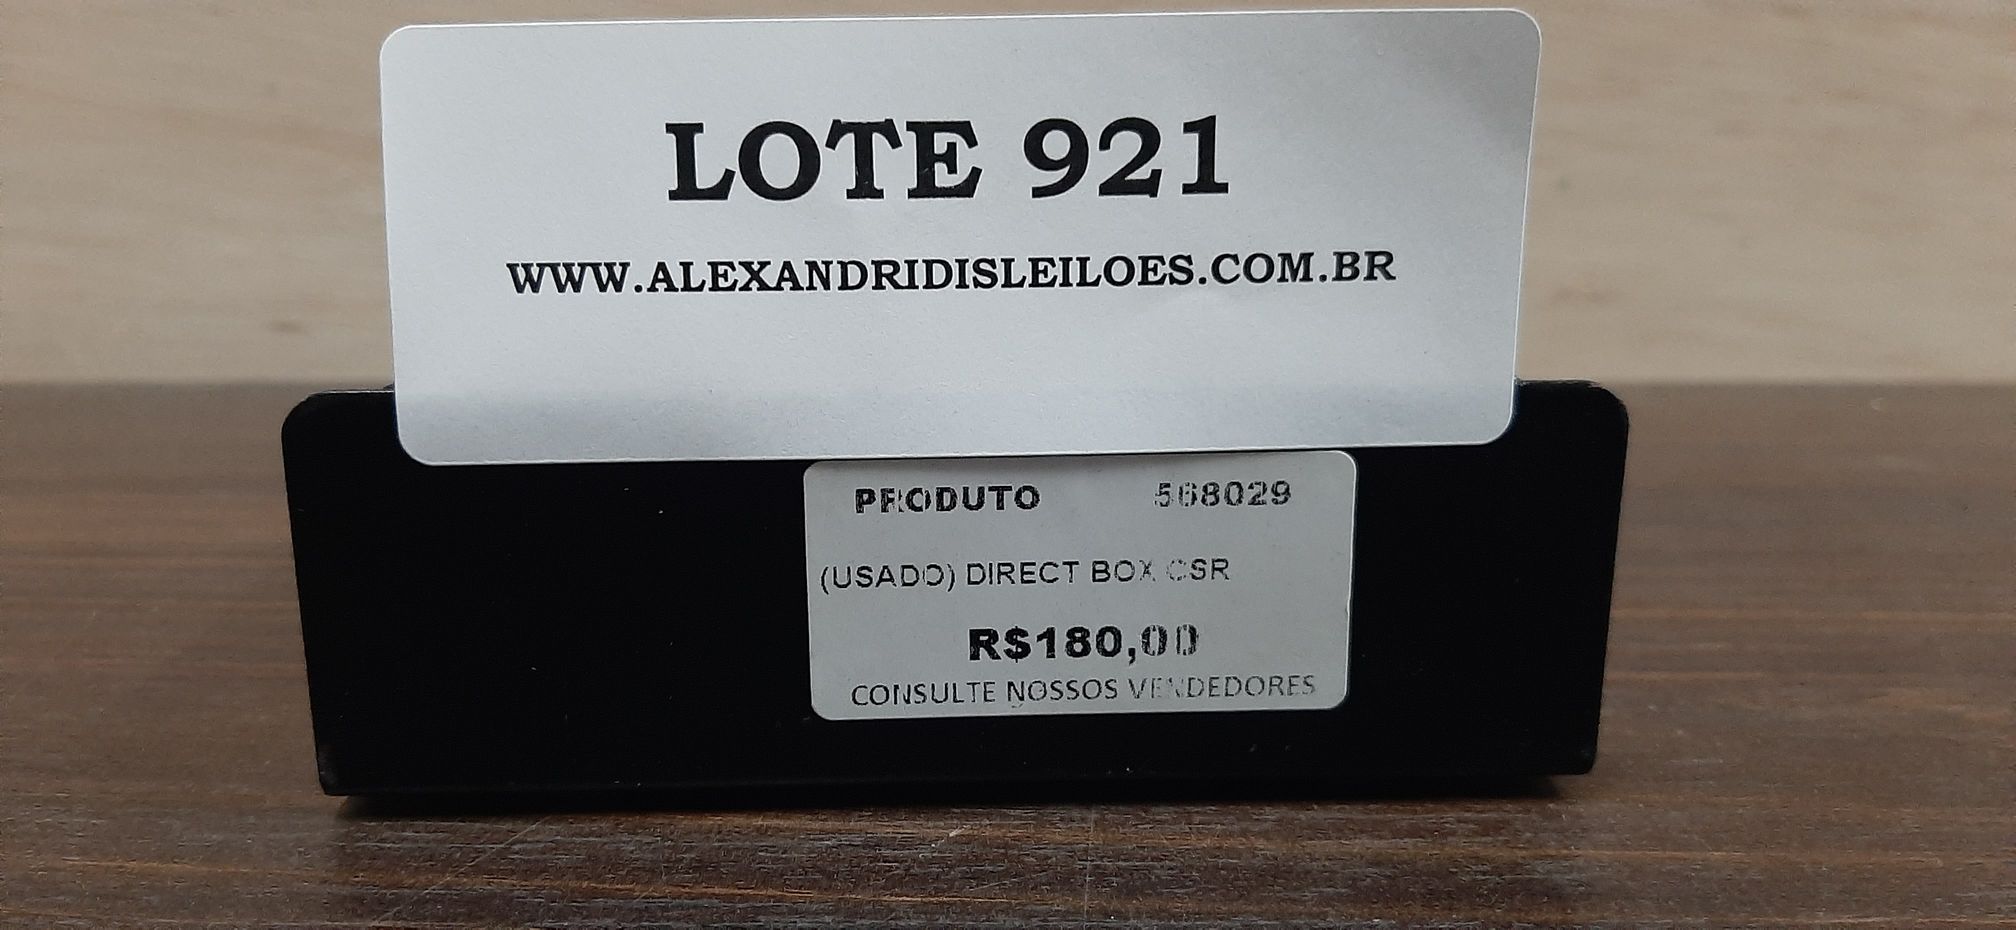 LOTE 921
WWW.ALEXANDRIDISLEILOES.COM.BR
PRODUTO 568029
(USADO) DIRECT BOX CSR
R$180,00
CONSULTE NOSSOS VENDEDORES